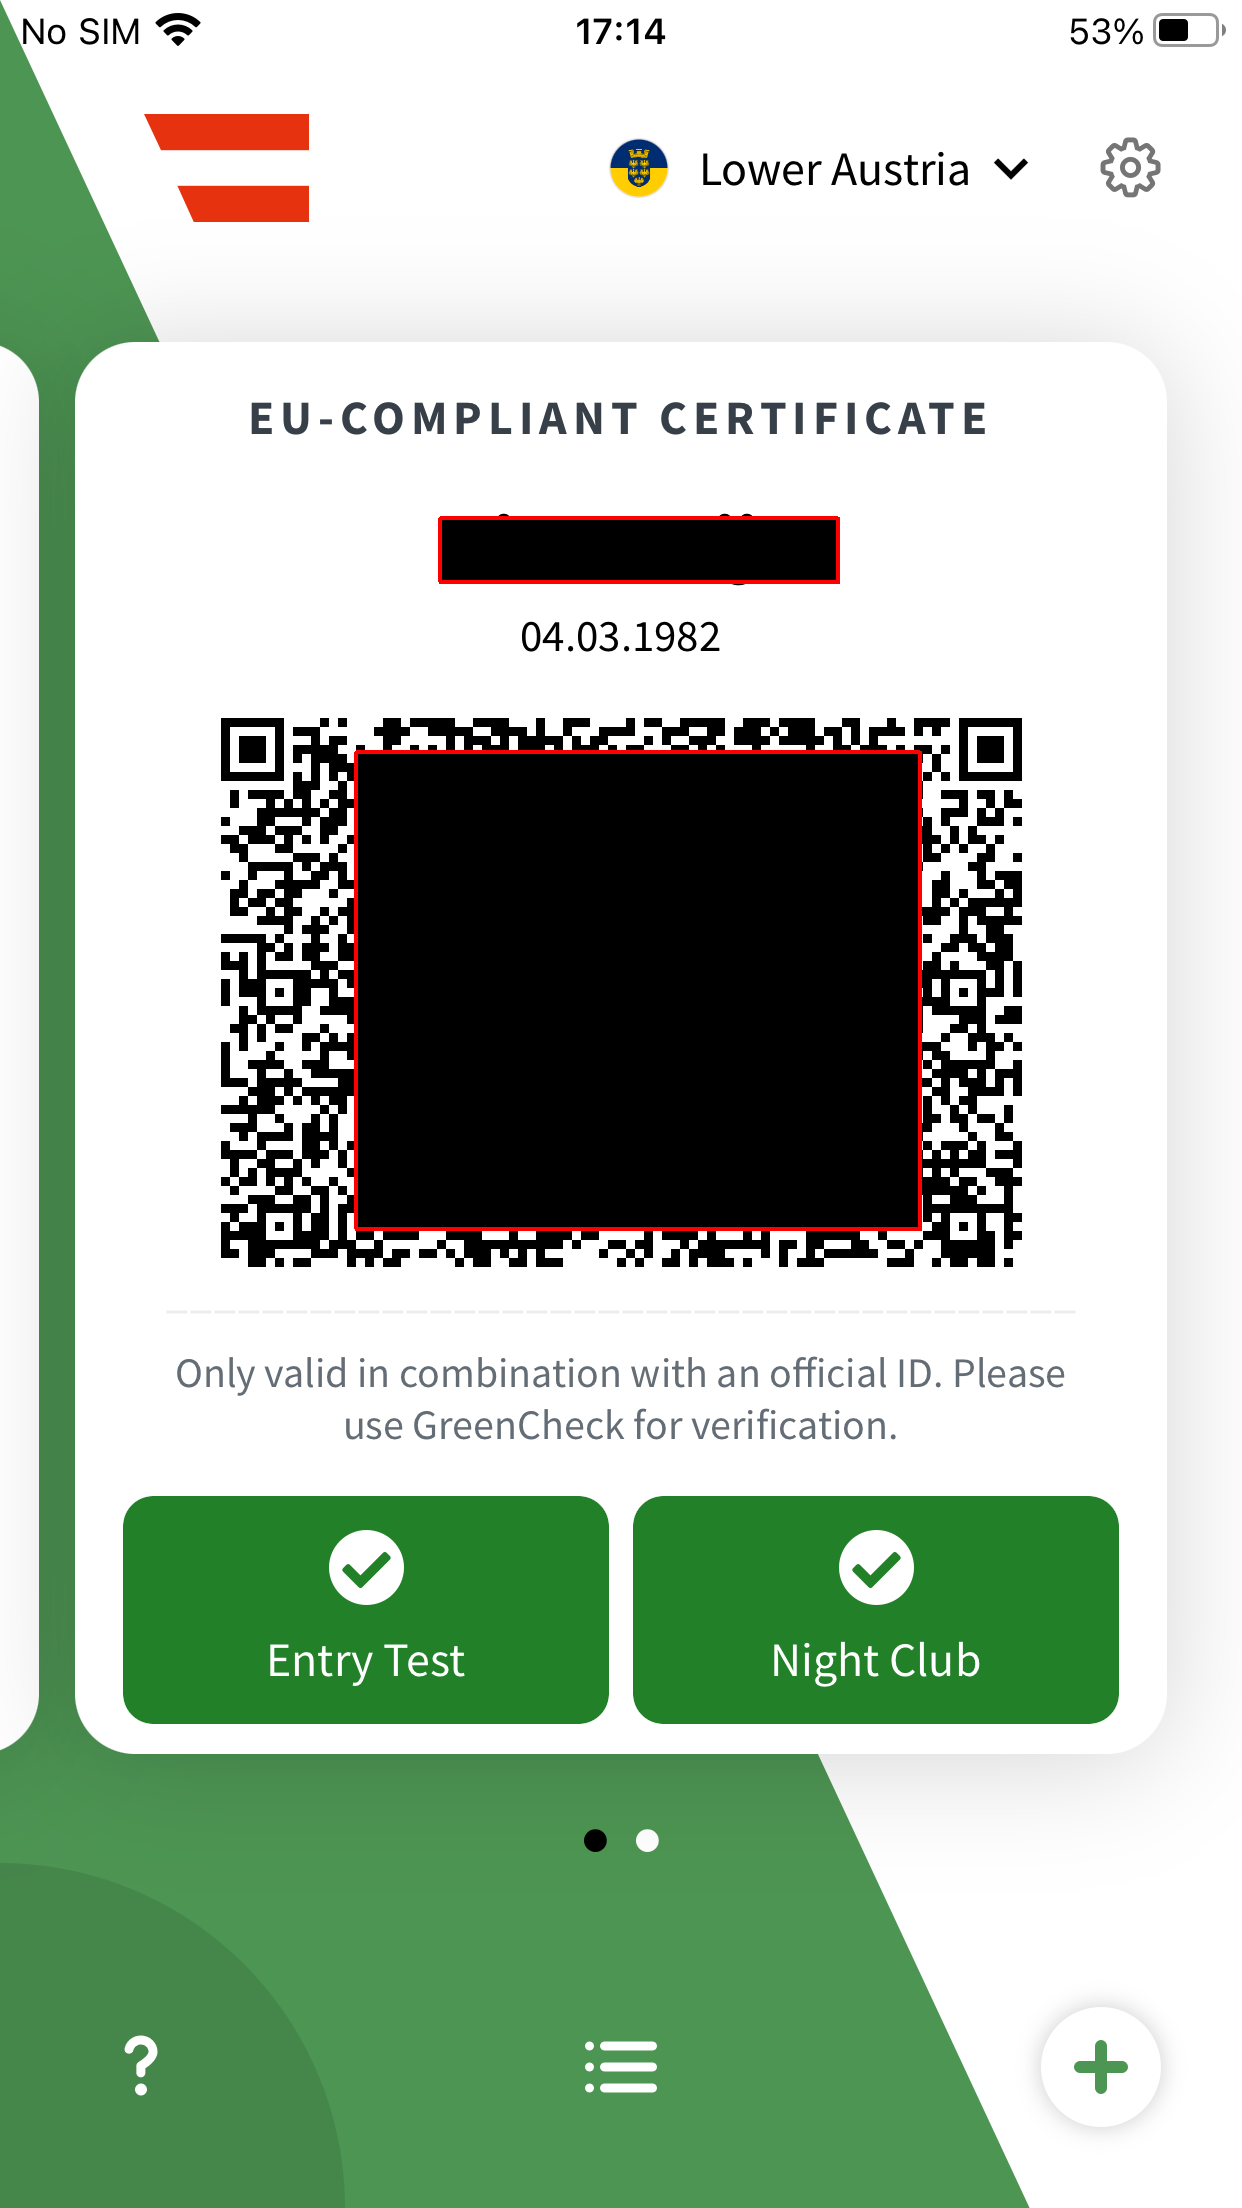 No SIM 17:14 53%
Lower Austria
EU-COMPLIANT CERTIFICATE
04.03.1982
Only valid in combination with an official ID. Please
use GreenCheck for verification.
Entry Test Night Club
?